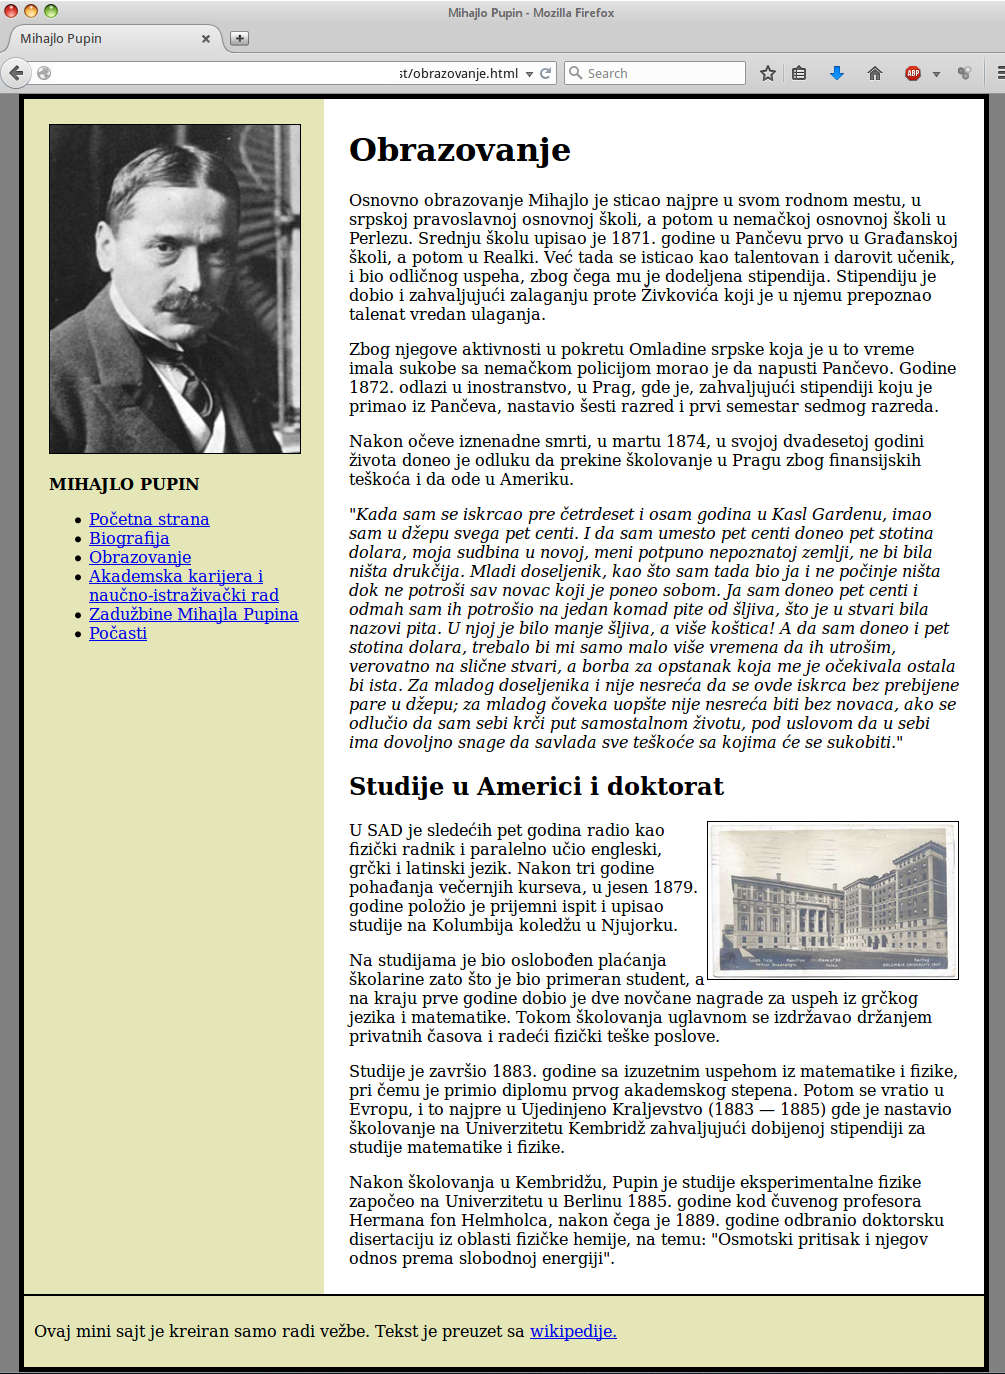 Mihajlo Pupin - Mozilla Firefox
Mihajlo Pupin
st/obrazovanje.html
Search
ABP
MIHAJLO PUPIN
Početna strana
Biografija
Obrazovanje
Akademska karijera i
naučno-istraživački rad
Zadužbine Mihajla Pupina
Počasti
Obrazovanje
Osnovno obrazovanje Mihajlo je sticao najpre u svom rodnom mestu, u
srpskoj pravoslavnoj osnovnoj školi, a potom u nemačkoj osnovnoj školi u
Perlezu. Srednju školu upisao je 1871. godine u Pančevu prvo u Građanskoj
školi, a potom u Realki. Već tada se isticao kao talentovan i darovit učenik,
i bio odličnog uspeha, zbog čega mu je dodeljena stipendija. Stipendiju je
dobio i zahvaljujući zalaganju prote Živkovića koji je u njemu prepoznao
talenat vredan ulaganja.
Zbog njegove aktivnosti u pokretu Omladine srpske koja je u to vreme
imala sukobe sa nemačkom policijom morao je da napusti Pančevo. Godine
1872. odlazi u inostranstvo, u Prag, gde je, zahvaljujući stipendiji koju je
primao iz Pančeva, nastavio šesti razred i prvi semestar sedmog razreda.
Nakon očeve iznenadne smrti, u martu 1874, u svojoj dvadesetoj godini
života doneo je odluku da prekine školovanje u Pragu zbog finansijskih
teškoća i da ode u Ameriku.
"Kada sam se iskrcao pre četrdeset i osam godina u Kasl Gardenu, imao
sam u džepu svega pet centi. I da sam umesto pet centi doneo pet stotina
dolara, moja sudbina u novoj, meni potpuno nepoznatoj zemlji, ne bi bila
ništa drukčija. Mladi doseljenik, kao što sam tada bio ja i ne počinje ništa
dok ne potroši sav novac koji je poneo sobom. Ja sam doneo pet centi i
odmah sam ih potrošio na jedan komad pite od šljiva, što je u stvari bila
nazovi pita. U njoj je bilo manje šljiva, a više koštica! A da sam doneo i pet
stotina dolara, trebalo bi mi samo malo više vremena da ih utrošim,
verovatno na slične stvari, a borba za opstanak koja me je očekivala ostala
bi ista. Za mladog doseljenika i nije nesreća da se ovde iskrca bez prebijene
pare u džepu; za mladog čoveka uopšte nije nesreća biti bez novaca, ako se
odlučio da sam sebi krči put samostalnom životu, pod uslovom da u sebi
ima dovoljno snage da savlada sve teškoće sa kojima će se sukobiti."
Studije u Americi i doktorat
U SAD je sledećih pet godina radio kao
fizički radnik i paralelno učio engleski,
grčki i latinski jezik. Nakon tri godine
pohađanja večernjih kurseva, u jesen 1879.
godine položio je prijemni ispit i upisao
studije na Kolumbija koledžu u Njujorku.
Na studijama je bio oslobođen plaćanja
školarine zato što je bio primeran student, a
na kraju prve godine dobio je dve novčane nagrade za uspeh iz grčkog
jezika i matematike. Tokom školovanja uglavnom se izdržavao držanjem
privatnih časova i radeći fizički teške poslove.
Studije je završio 1883. godine sa izuzetnim uspehom iz matematike i fizike,
pri čemu je primio diplomu prvog akademskog stepena. Potom se vratio u
Evropu, i to najpre u Ujedinjeno Kraljevstvo (1883 — 1885) gde je nastavio
školovanje na Univerzitetu Kembridž zahvaljujući dobijenoj stipendiji za
studije matematike i fizike.
Nakon školovanja u Kembridžu, Pupin je studije eksperimentalne fizike
započeo na Univerzitetu u Berlinu 1885. godine kod čuvenog profesora
Hermana fon Helmholca, nakon čega je 1889. godine odbranio doktorsku
disertaciju iz oblasti fizičke hemije, na temu: "Osmotski pritisak i njegov
odnos prema slobodnoj energiji".
Ovaj mini sajt je kreiran samo radi vežbe. Tekst je preuzet sa wikipedije.